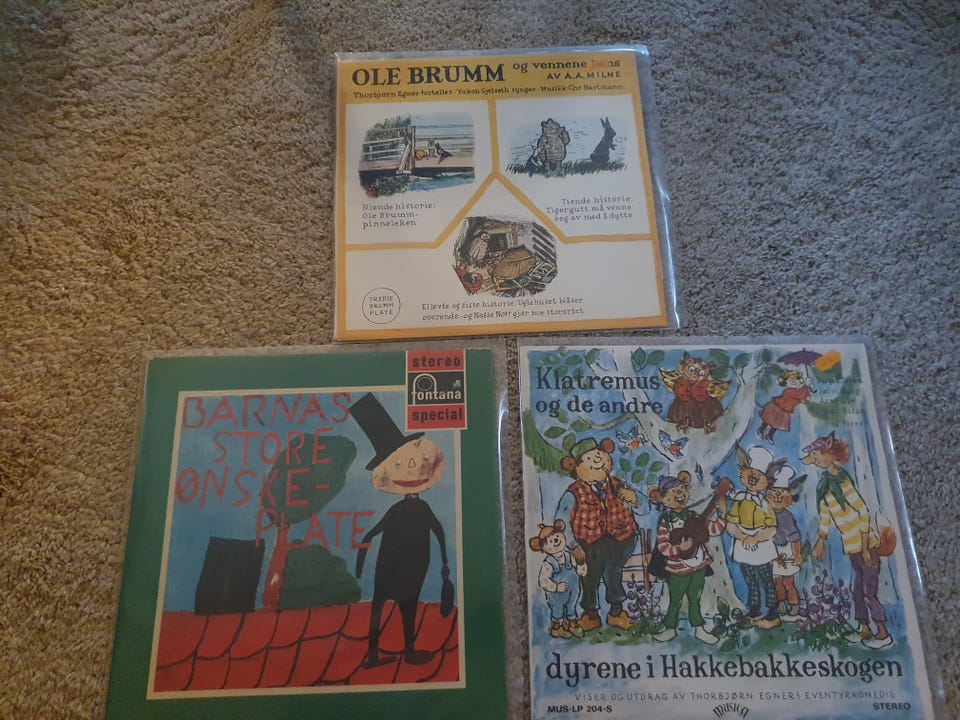 OLE BRUMM og vennene hans
AV A.A. MILNE
Thorbjørn Egner forteller - Yukon Gjelseth synger - Musikk: Chr Hartmann
Niende historie:
Ole Brumm-
pinneleken
Tiende historie:
Tigergutt må venne
seg av med å dytte
TREDJE
BRUMM
PLATE
Ellevte og siste historie: Uglehuset blåser
overende - og Nasse Nøff gjør noe storartet
stereo
fontana
special
BARNAS
STORE
ØNSKE-
PLATE
Klatremus
og de andre
dyrene i Hakkebakkeskogen
VISER OG UTDRAG AV THORBJØRN EGNERS EVENTYRKOMEDIE
MUS-LP 204-S
MUSICA
STEREO